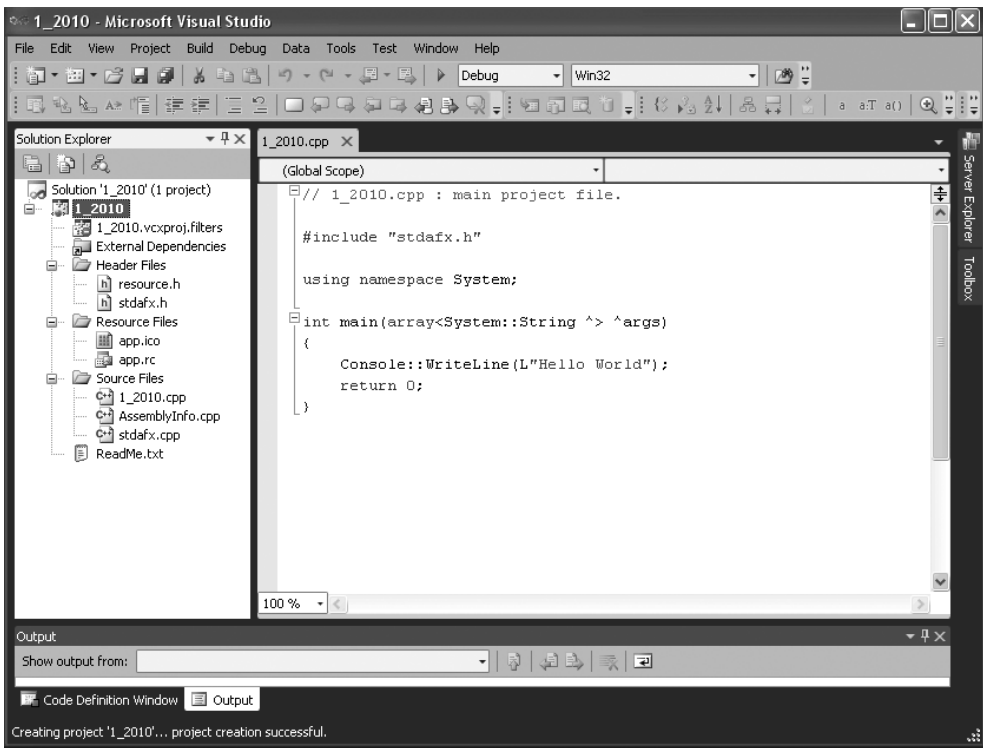 1_2010 - Microsoft Visual Studio
File Edit View Project Build Debug Data Tools Test Window Help
Debug Win32
a a.T a()
Solution Explorer
Solution '1_2010' (1 project)
1_2010
1_2010.vcxproj.filters
External Dependencies
Header Files
resource.h
stdafx.h
Resource Files
app.ico
app.rc
Source Files
1_2010.cpp
AssemblyInfo.cpp
stdafx.cpp
ReadMe.txt
1_2010.cpp
(Global Scope)
// 1_2010.cpp : main project file.
#include "stdafx.h"
using namespace System;
int main(array<System::String ^> ^args)
{
    Console::WriteLine(L"Hello World");
    return 0;
}
100 %
Server Explorer
Toolbox
Output
Show output from:
Code Definition Window Output
Creating project '1_2010'... project creation successful.